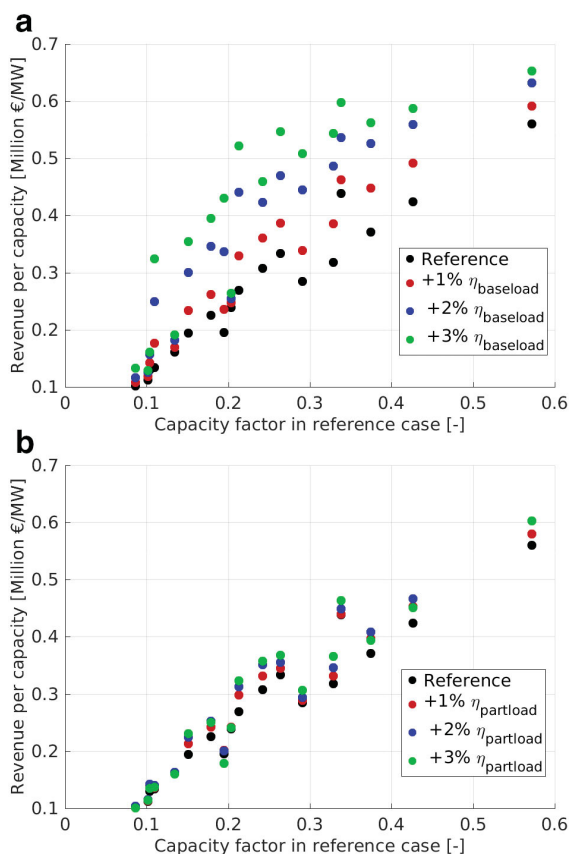 a
Revenue per capacity [Million €/MW]
0.7
0.6
0.5
0.4
0.3
0.2
0.1
Reference
+1% ηbaseload
+2% ηbaseload
+3% ηbaseload
0 0.1 0.2 0.3 0.4 0.5 0.6
Capacity factor in reference case [-]
b
Revenue per capacity [Million €/MW]
0.7
0.6
0.5
0.4
0.3
0.2
0.1
Reference
+1% ηpartload
+2% ηpartload
+3% ηpartload
0 0.1 0.2 0.3 0.4 0.5 0.6
Capacity factor in reference case [-]